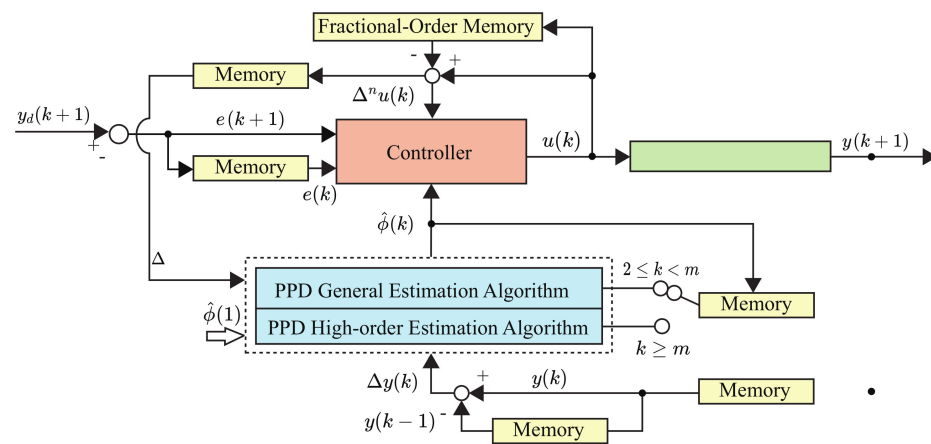 Fractional-Order Memory
- +
Memory
Δⁿu(k)
y_d(k+1)
+
-
e(k+1)
Controller
u(k)
y(k+1)
Memory
e(k)
ϕ̂(k)
Δ
2 ≤ k < m
PPD General Estimation Algorithm
Memory
ϕ̂(1)
PPD High-order Estimation Algorithm
k ≥ m
Δy(k)
+
y(k)
Memory
y(k−1)
-
Memory